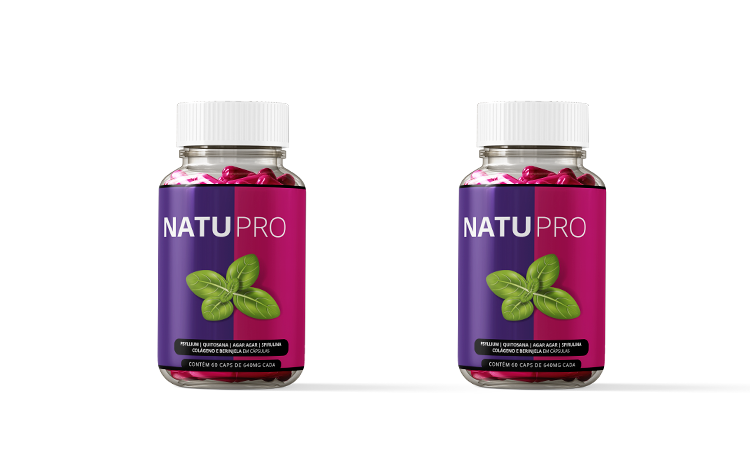 NATUPRO
PSYLLIUM | QUITOSANA | AGAR AGAR | SPIRULINA
COLÁGENO E BERINJELA EM CÁPSULAS
CONTÉM 60 CAPS DE 640MG CADA
NATUPRO
PSYLLIUM | QUITOSANA | AGAR AGAR | SPIRULINA
COLÁGENO E BERINJELA EM CÁPSULAS
CONTÉM 60 CAPS DE 640MG CADA